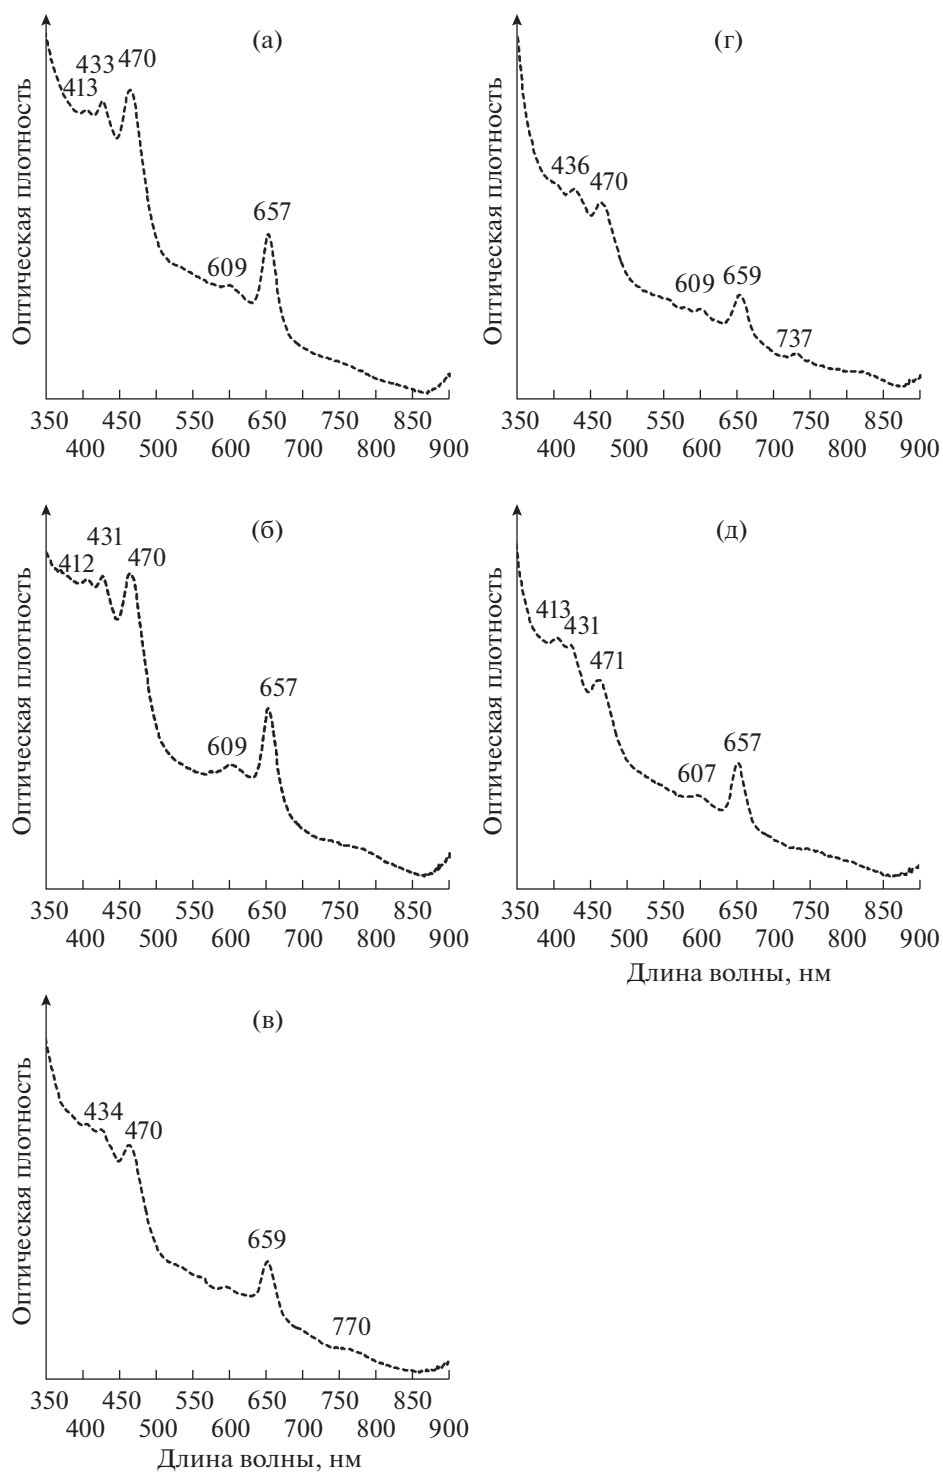 (а)
Оптическая плотность
413
433
470
609
657
350 450 550 650 750 850
400 500 600 700 800 900
(г)
Оптическая плотность
436
470
609
659
737
350 450 550 650 750 850
400 500 600 700 800 900
(б)
Оптическая плотность
412
431
470
609
657
350 450 550 650 750 850
400 500 600 700 800 900
(д)
Оптическая плотность
413
431
471
607
657
350 450 550 650 750 850
400 500 600 700 800 900
Длина волны, нм
(в)
Оптическая плотность
434
470
659
770
350 450 550 650 750 850
400 500 600 700 800 900
Длина волны, нм